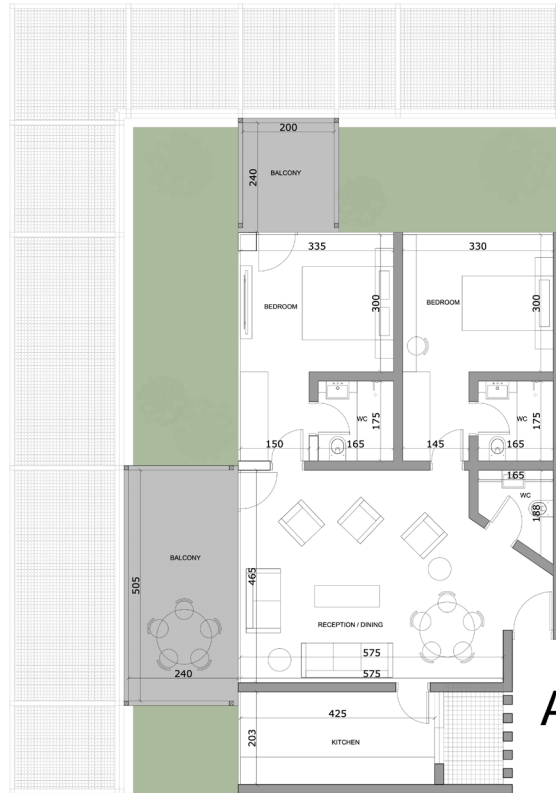 200
240
BALCONY
335
330
BEDROOM
300
BEDROOM
300
WC
175
WC
175
150
165
145
165
165
WC
188
465
BALCONY
505
RECEPTION / DINING
575
240
575
425
A
203
KITCHEN